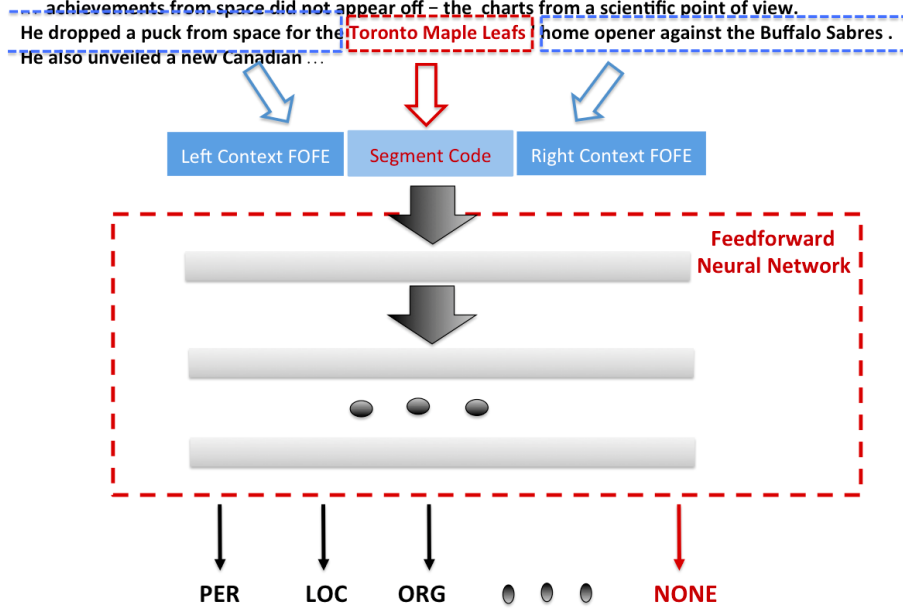 achievements from space did not appear off – the charts from a scientific point of view.
He dropped a puck from space for the Toronto Maple Leafs home opener against the Buffalo Sabres .
He also unveiled a new Canadian ...
Left Context FOFE
Segment Code
Right Context FOFE
Feedforward
Neural Network
PER
LOC
ORG
NONE